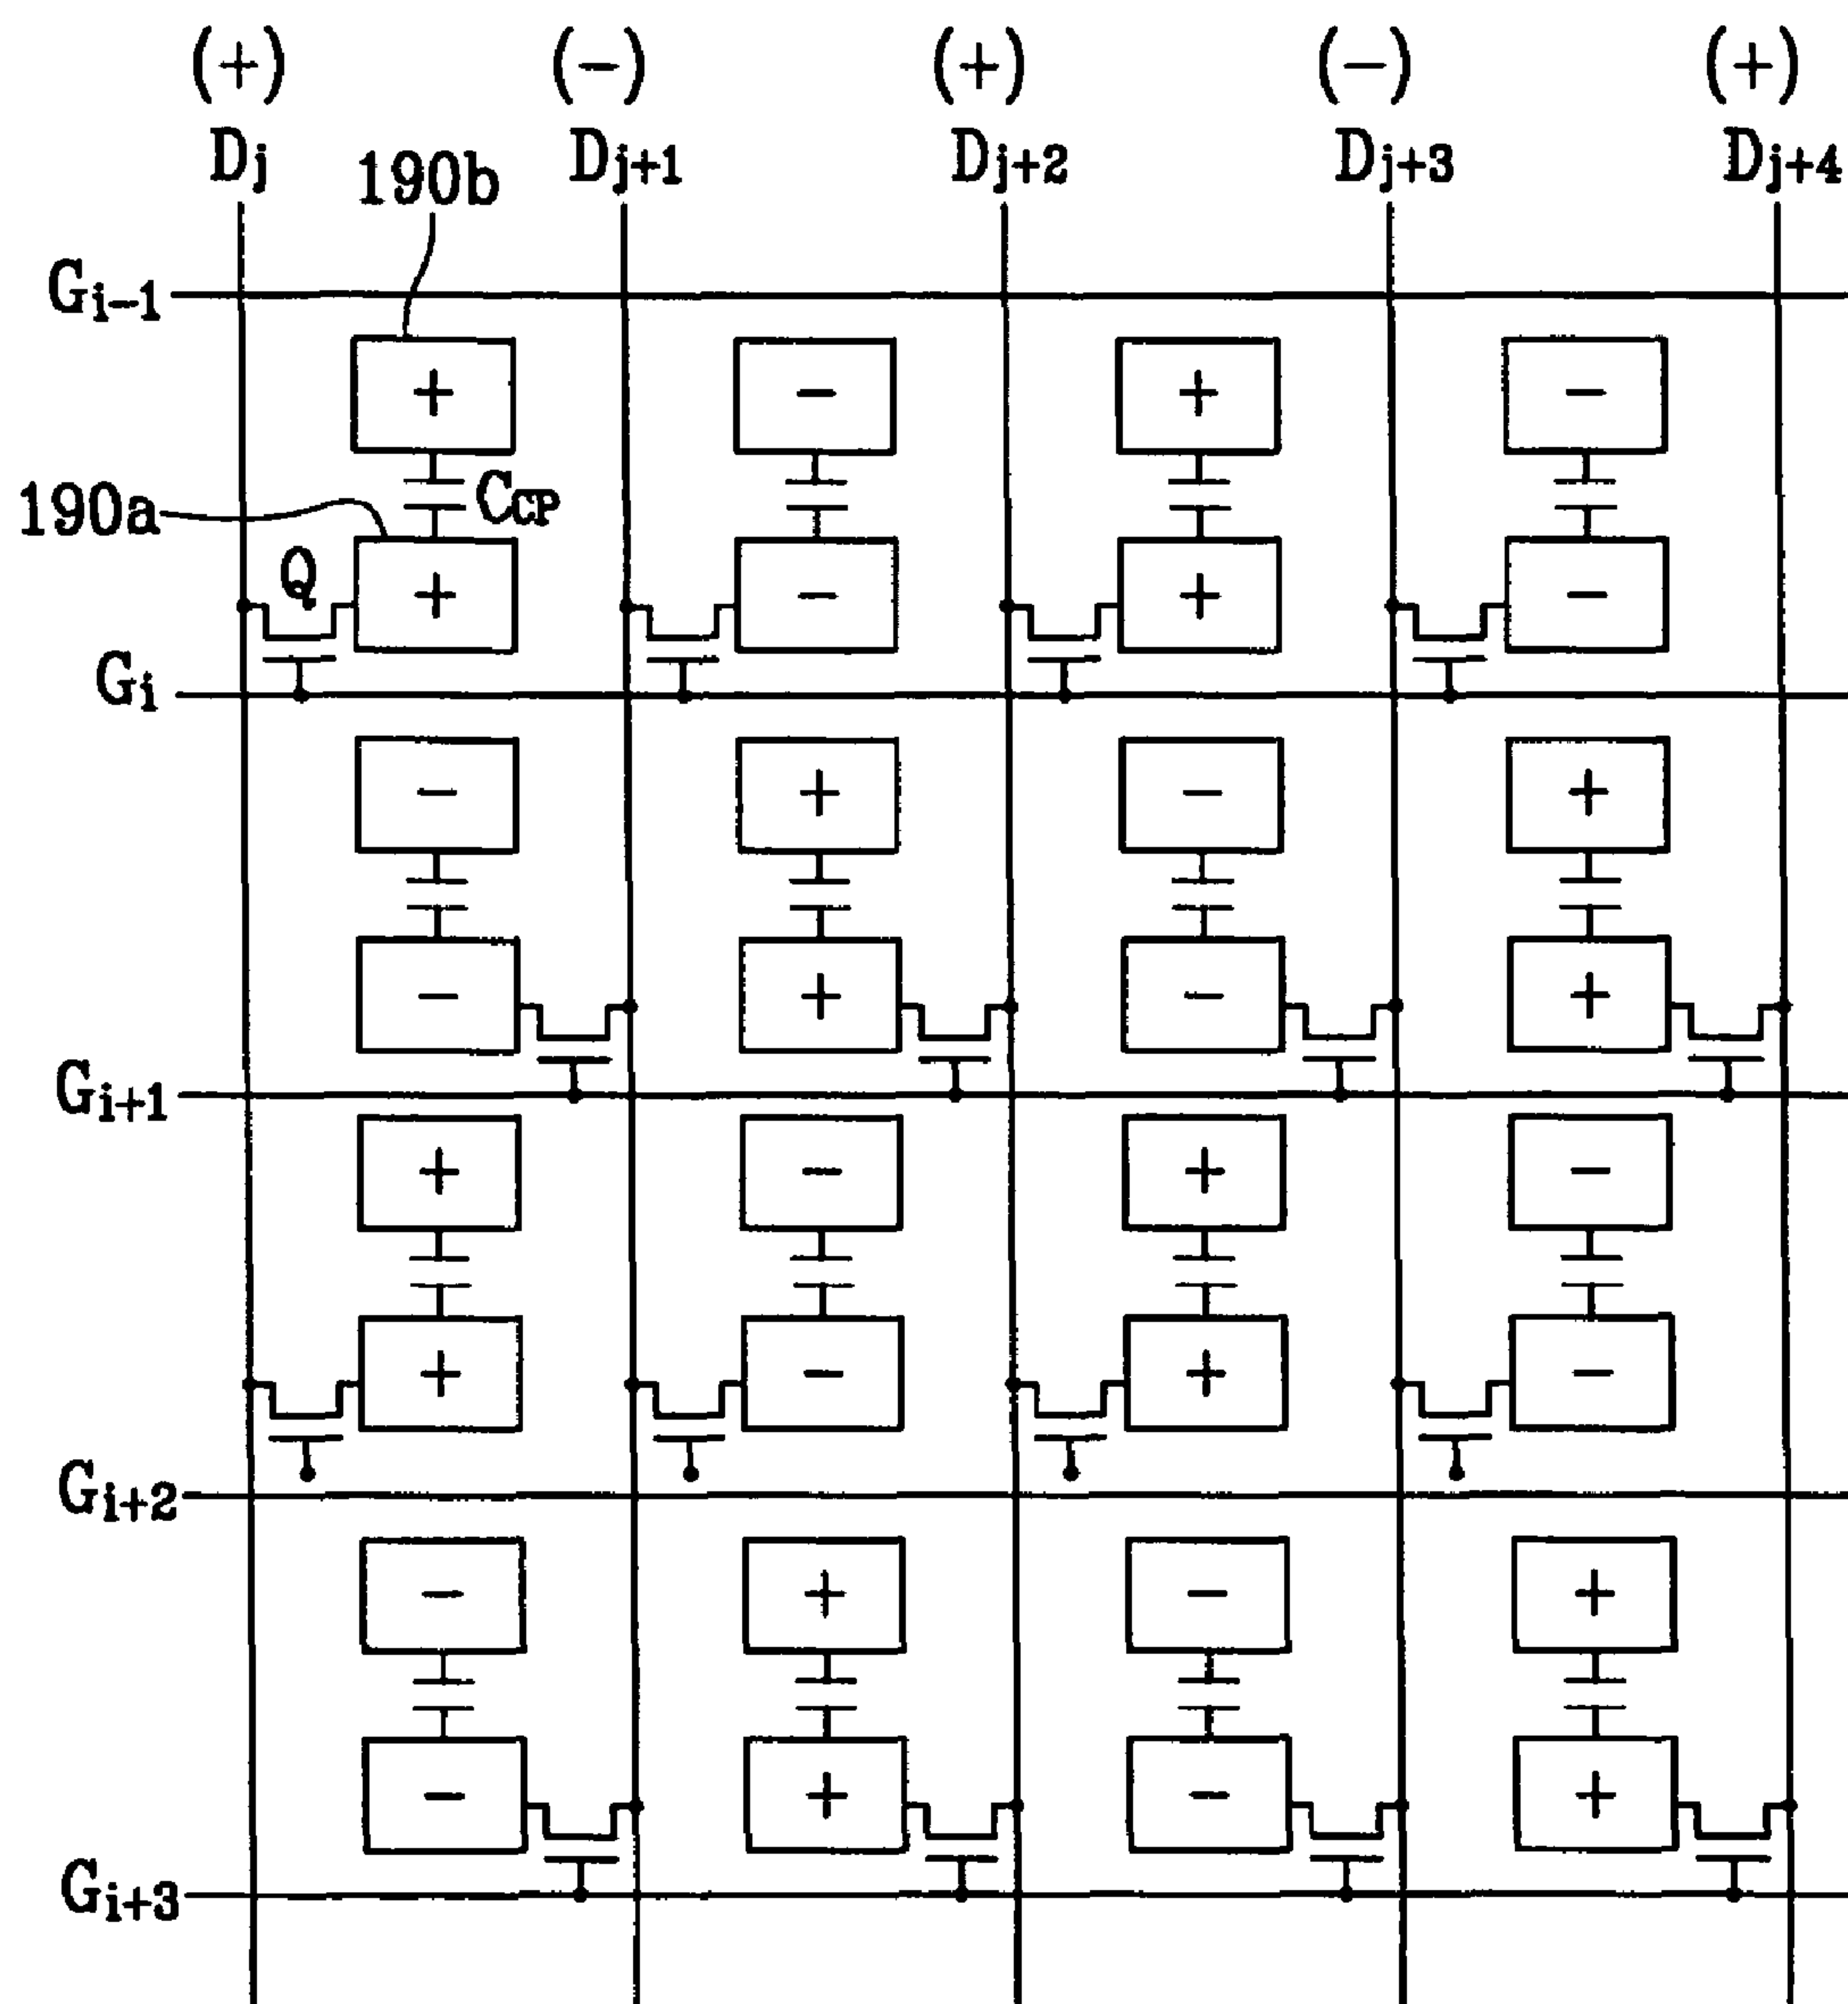 (+) (-) (+) (-) (+)
Dj 190b Dj+1 Dj+2 Dj+3 Dj+4
Gi-1
+ - + -
190a CCP
Q + - + -
Gi
- + - +
- + - +
Gi+1
+ - + -
+ - + -
Gi+2
- + - +
- + - +
Gi+3